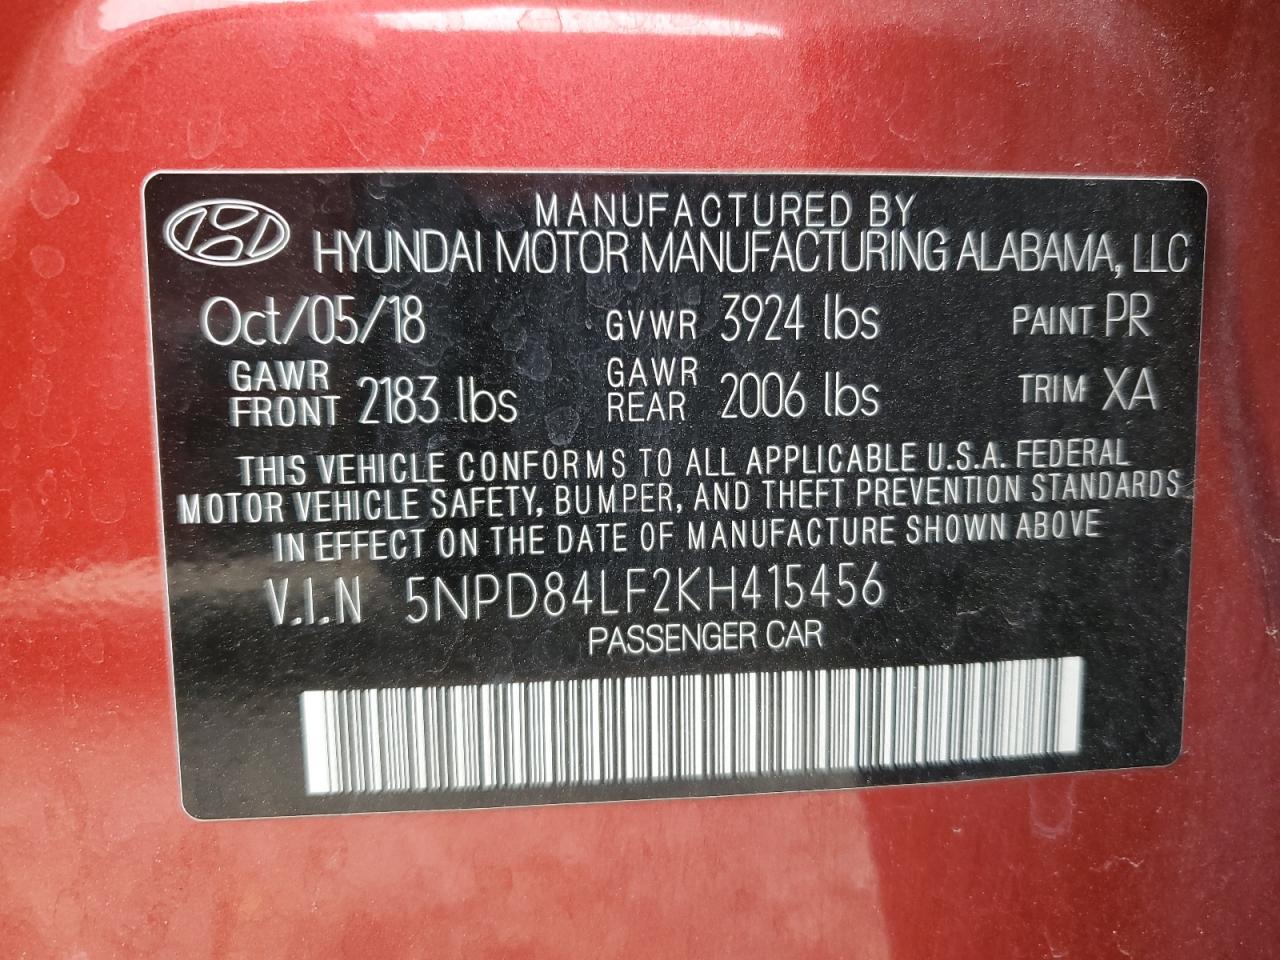 MANUFACTURED BY
HYUNDAI MOTOR MANUFACTURING ALABAMA, LLC
Oct/05/18 GVWR 3924 lbs PAINT PR
GAWR FRONT 2183 lbs GAWR REAR 2006 lbs TRIM XA
THIS VEHICLE CONFORMS TO ALL APPLICABLE U.S.A. FEDERAL
MOTOR VEHICLE SAFETY, BUMPER, AND THEFT PREVENTION STANDARDS
IN EFFECT ON THE DATE OF MANUFACTURE SHOWN ABOVE
V.I.N 5NPD84LF2KH415456
PASSENGER CAR